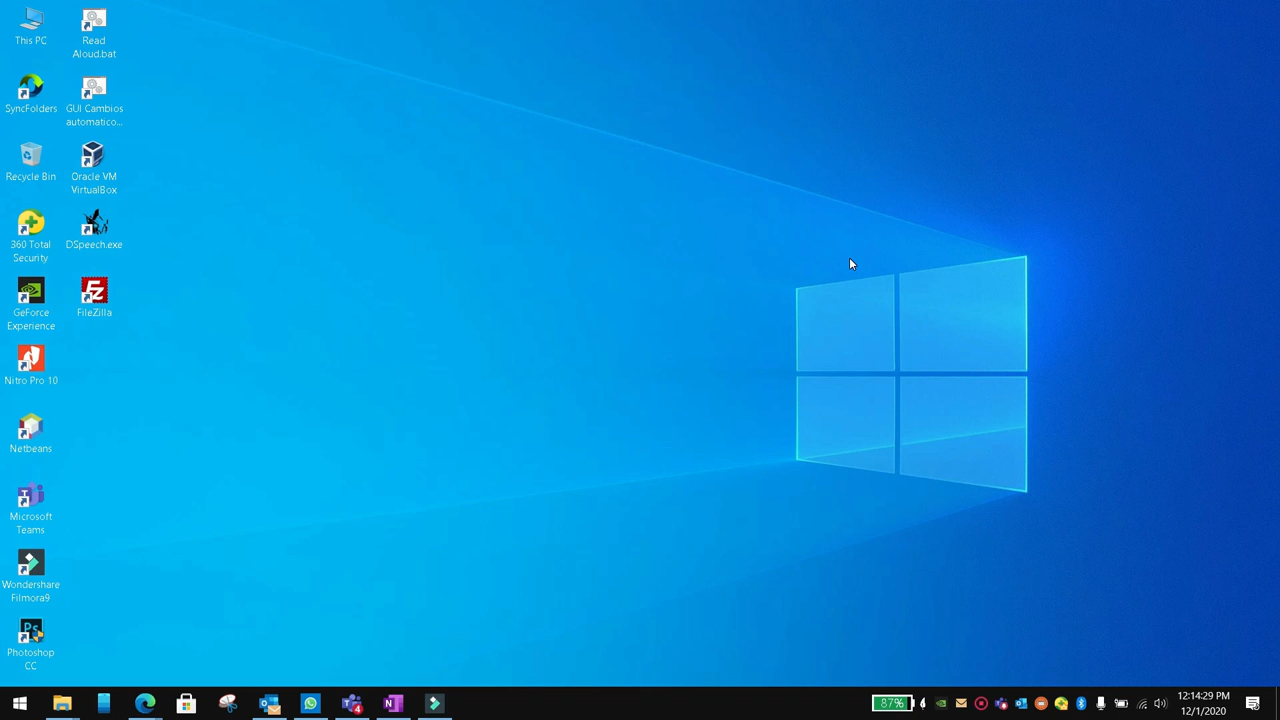 This PC
Read
Aloud.bat
SyncFolders
GUI Cambios
automatico...
Recycle Bin
Oracle VM
VirtualBox
360 Total
Security
DSpeech.exe
GeForce
Experience
FileZilla
Nitro Pro 10
Netbeans
Microsoft
Teams
Wondershare
Filmora9
Ps
Photoshop
CC
4
N
87%
12:14:29 PM
12/1/2020